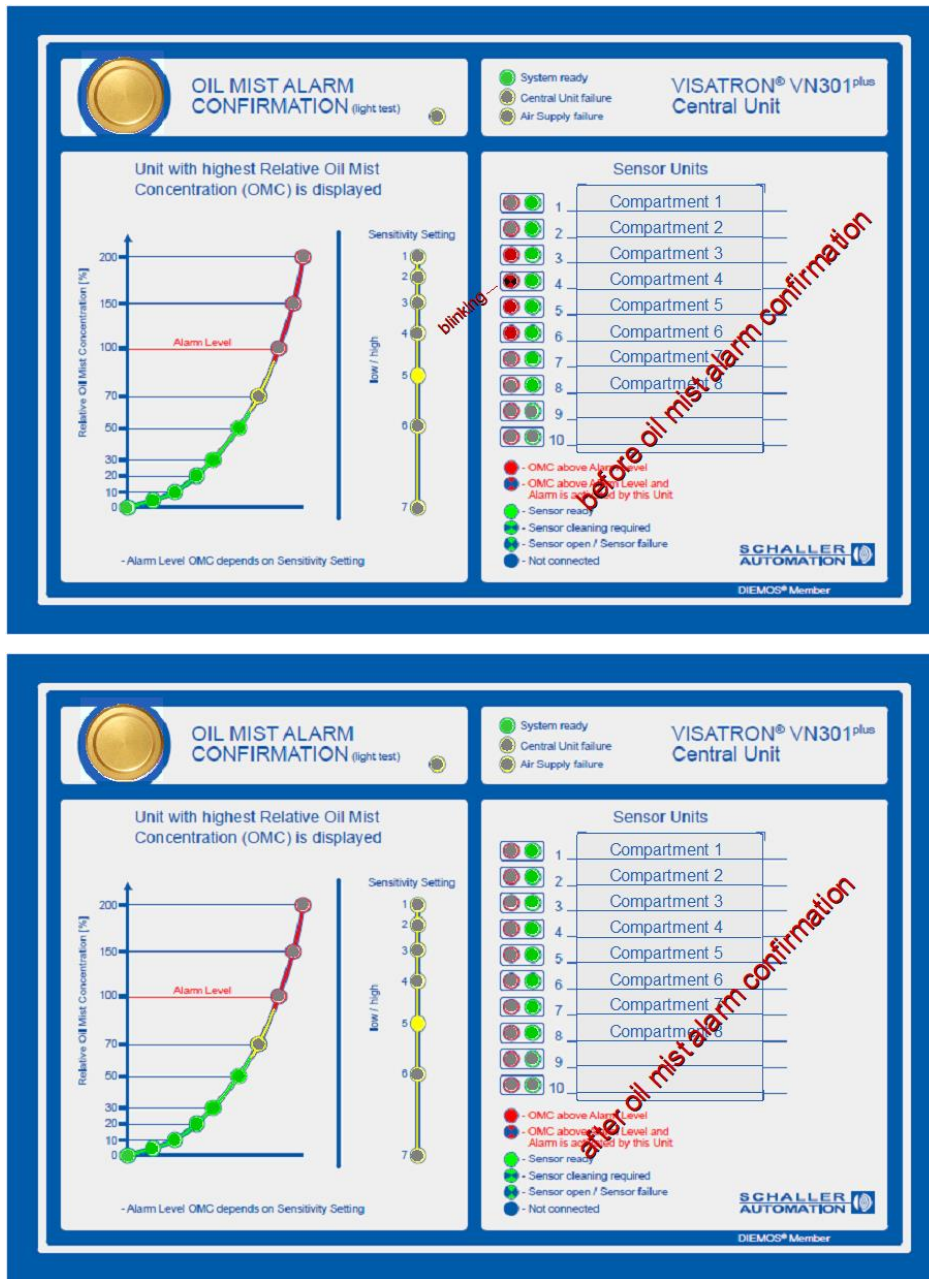 OIL MIST ALARM
CONFIRMATION (light test)
System ready
Central Unit failure
Air Supply failure
VISATRON® VN301plus
Central Unit
Unit with highest Relative Oil Mist
Concentration (OMC) is displayed
Relative Oil Mist Concentration [%]
200
150
100
70
50
30
20
10
0
Alarm Level
Sensitivity Setting
1
2
3
4
5
6
7
low / high
- Alarm Level OMC depends on Sensitivity Setting
Sensor Units
1 Compartment 1
2 Compartment 2
3 Compartment 3
4 Compartment 4
5 Compartment 5
6 Compartment 6
7 Compartment 7
8 Compartment 8
9
10
blinking
before oil mist alarm confirmation
- OMC above Alarm Level
- OMC above Alarm Level and
Alarm is activated by this Unit
- Sensor ready
- Sensor cleaning required
- Sensor open / Sensor failure
- Not connected
SCHALLER
AUTOMATION
DIEMOS® Member
OIL MIST ALARM
CONFIRMATION (light test)
System ready
Central Unit failure
Air Supply failure
VISATRON® VN301plus
Central Unit
Unit with highest Relative Oil Mist
Concentration (OMC) is displayed
Relative Oil Mist Concentration [%]
200
150
100
70
50
30
20
10
0
Alarm Level
Sensitivity Setting
1
2
3
4
5
6
7
low / high
- Alarm Level OMC depends on Sensitivity Setting
Sensor Units
1 Compartment 1
2 Compartment 2
3 Compartment 3
4 Compartment 4
5 Compartment 5
6 Compartment 6
7 Compartment 7
8 Compartment 8
9
10
after oil mist alarm confirmation
- OMC above Alarm Level
- OMC above Alarm Level and
Alarm is activated by this Unit
- Sensor ready
- Sensor cleaning required
- Sensor open / Sensor failure
- Not connected
SCHALLER
AUTOMATION
DIEMOS® Member